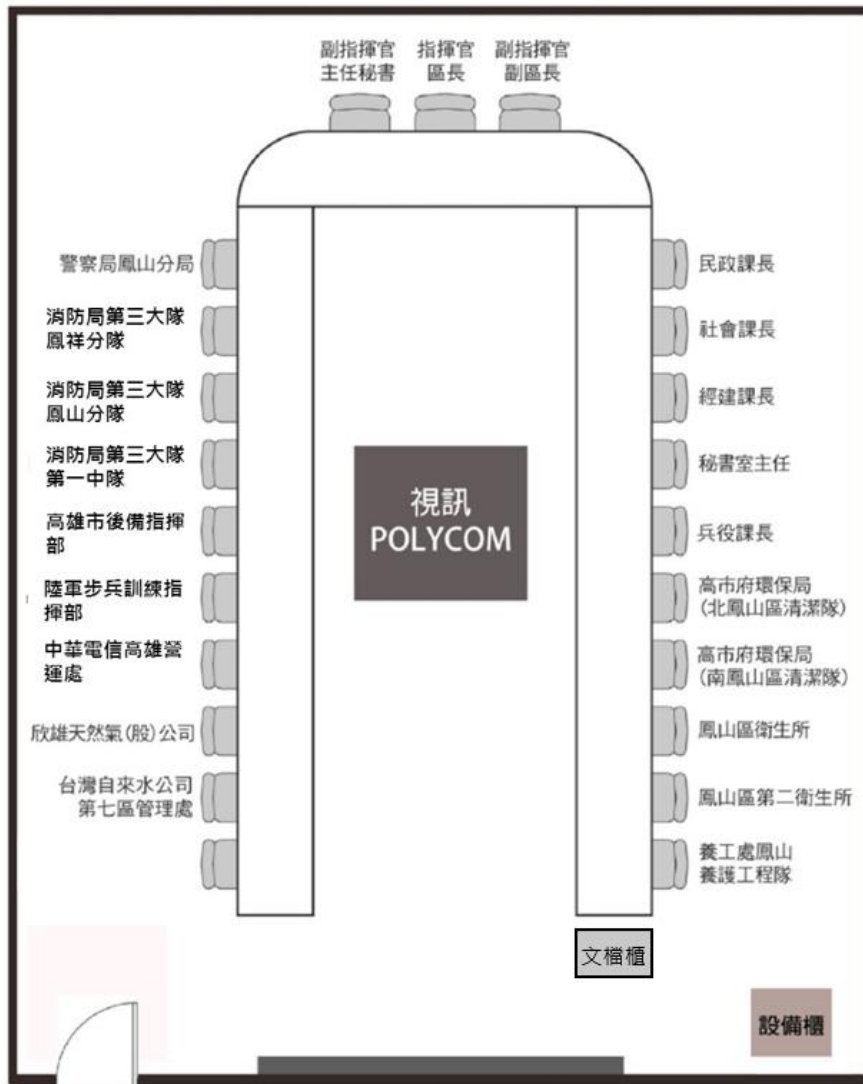 副指揮官
主任秘書
指揮官
區長
副指揮官
副區長
警察局鳳山分局
消防局第三大隊
鳳祥分隊
消防局第三大隊
鳳山分隊
消防局第三大隊
第一中隊
高雄市後備指揮
部
陸軍步兵訓練指
揮部
中華電信高雄營
運處
欣雄天然氣(股)公司
台灣自來水公司
第七區管理處
視訊
POLYCOM
民政課長
社會課長
經建課長
秘書室主任
兵役課長
高市府環保局
(北鳳山區清潔隊)
高市府環保局
(南鳳山區清潔隊)
鳳山區衛生所
鳳山區第二衛生所
養工處鳳山
養護工程隊
文檔櫃
設備櫃